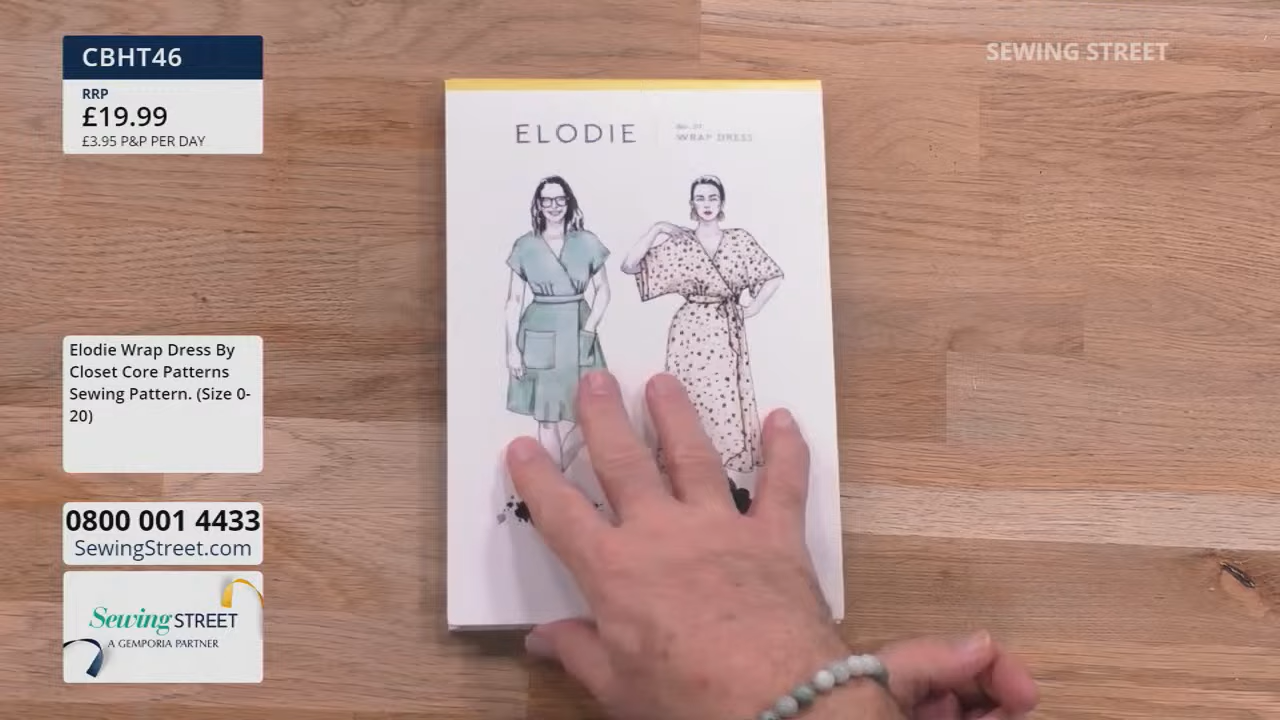 CBHT46
RRP
£19.99
£3.95 P&P PER DAY
SEWING STREET
ELODIE
WRAP DRESS
Elodie Wrap Dress By
Closet Core Patterns
Sewing Pattern. (Size 0-
20)
0800 001 4433
SewingStreet.com
Sewing STREET
A GEMPORIA PARTNER